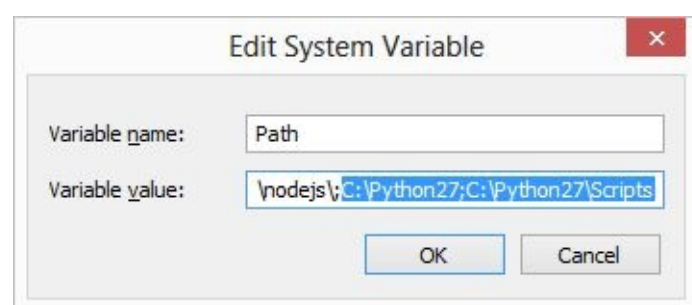 Edit System Variable
Variable name: Path
Variable value: \nodejs\;C:\Python27;C:\Python27\Scripts
OK Cancel